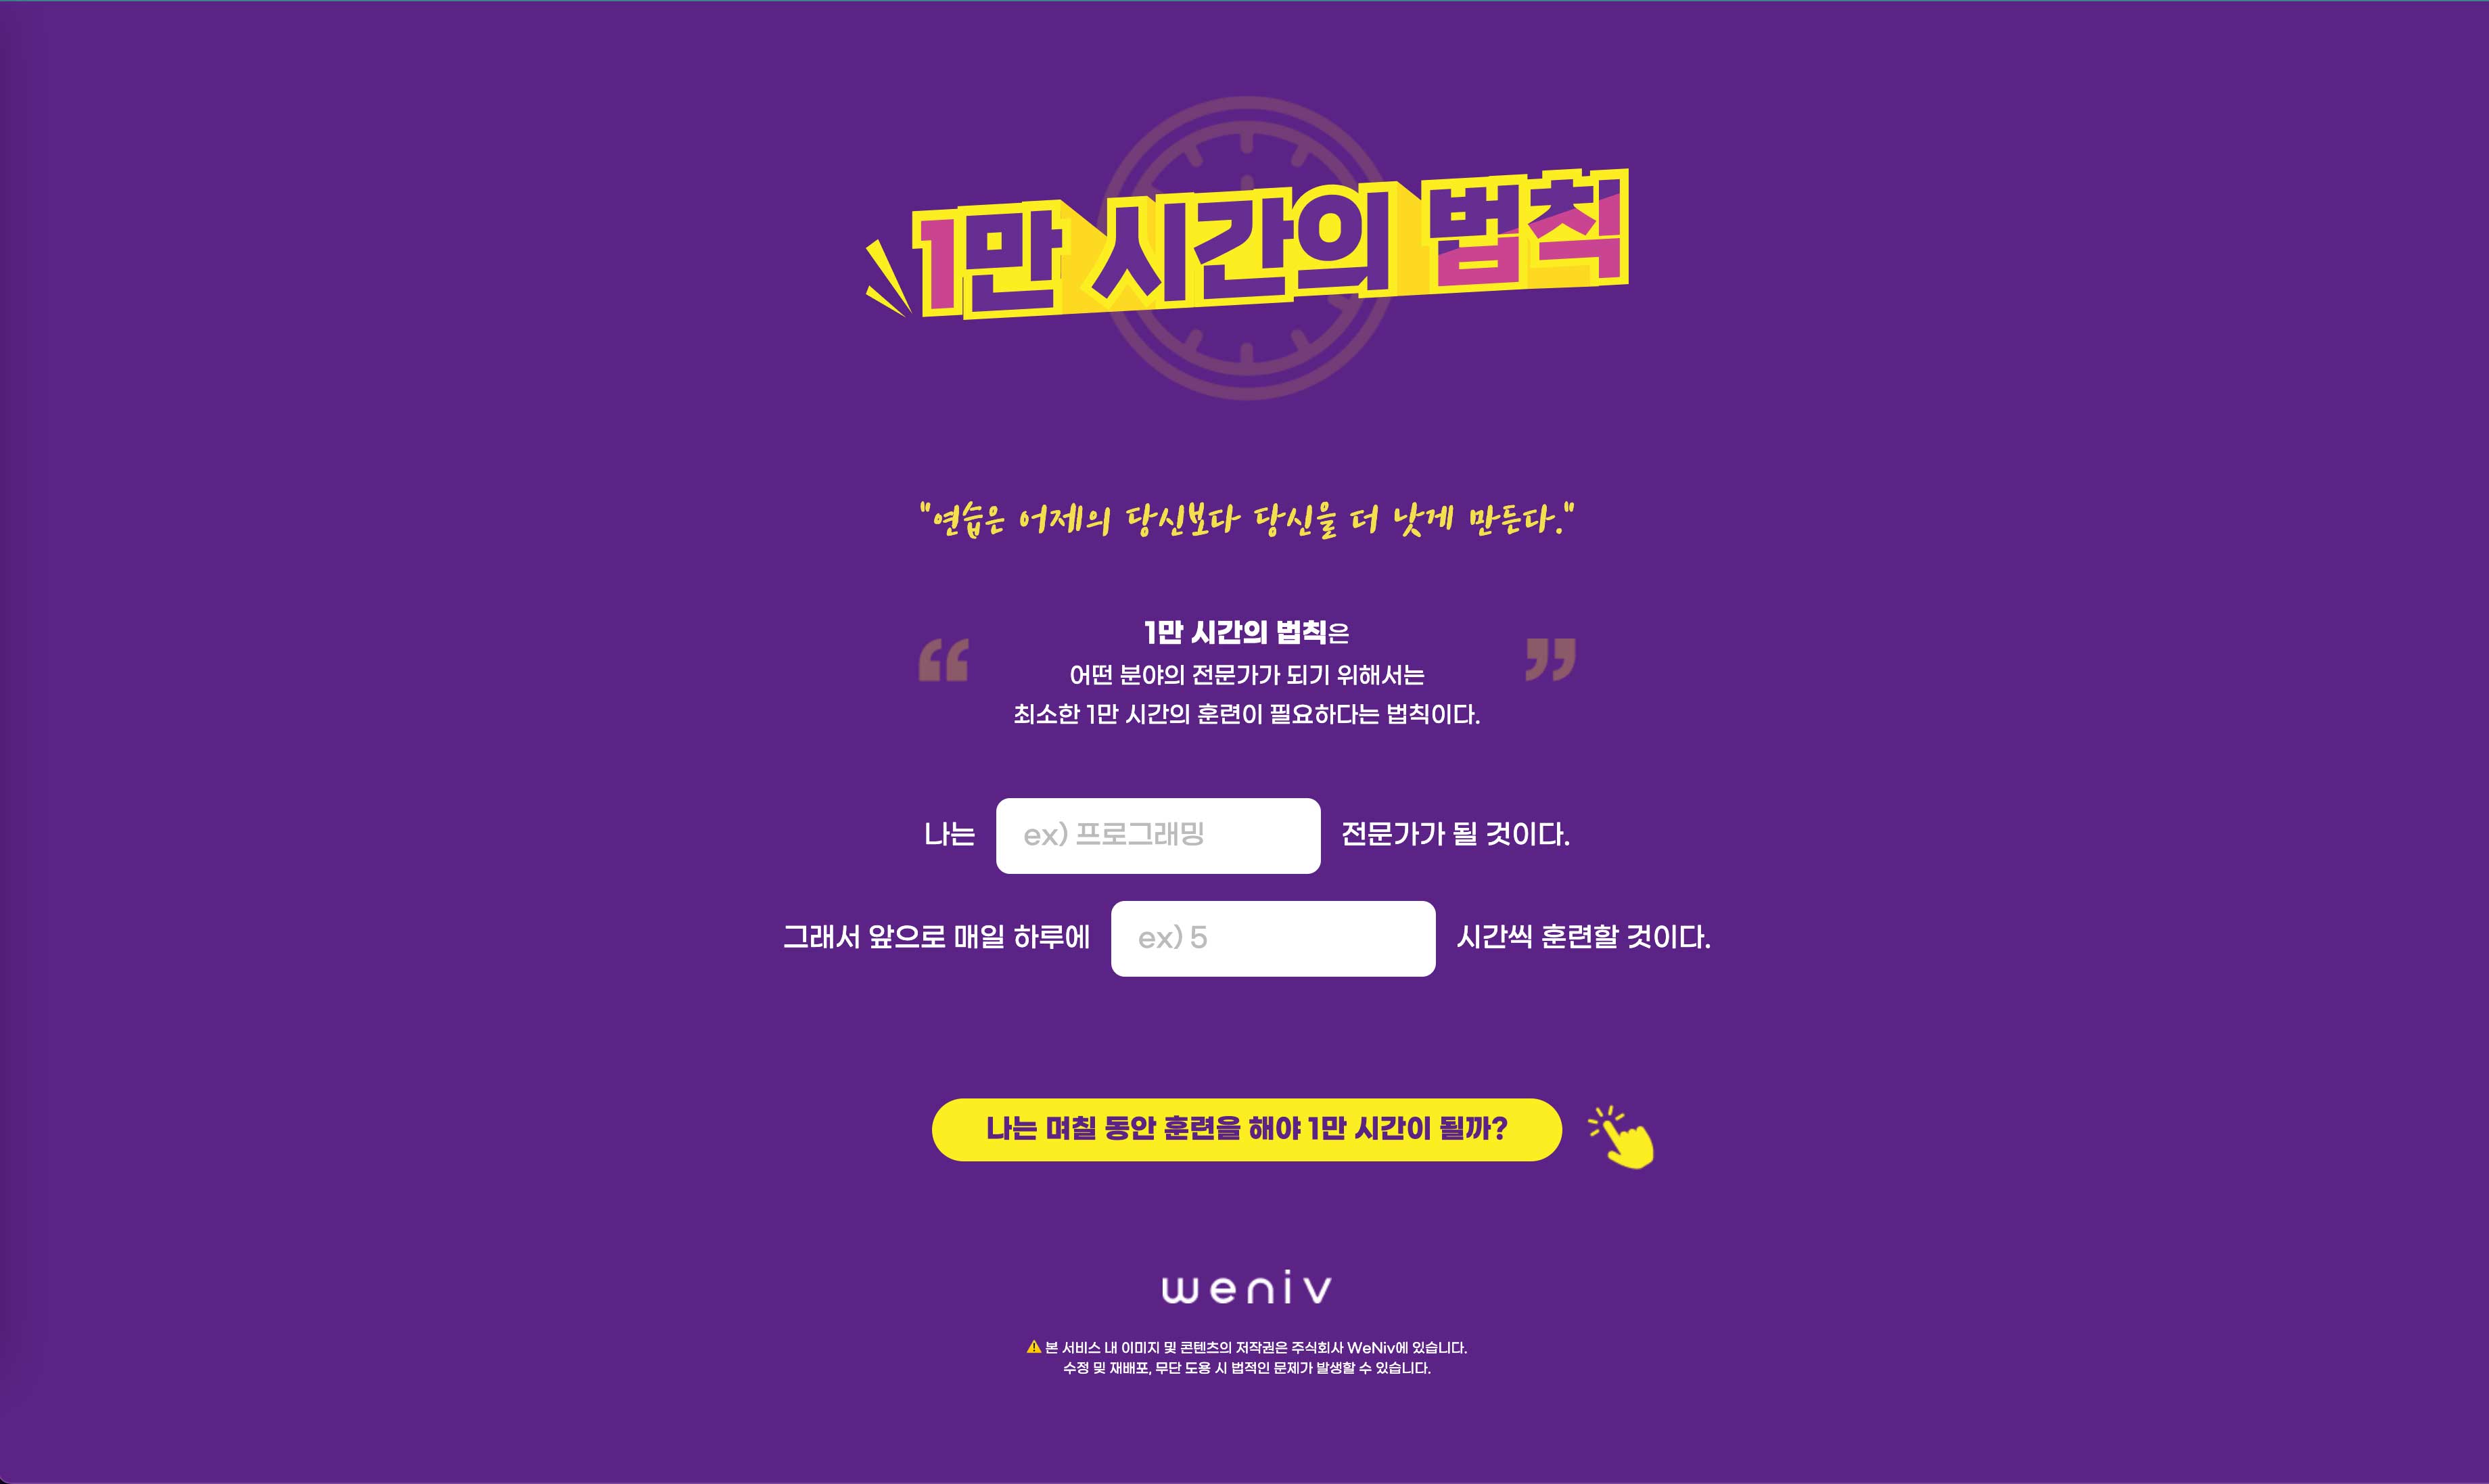 1만 시간의 법칙
"연습은 어제의 당신보다 당신을 더 낫게 만든다."
“ 1만 시간의 법칙은 ”
어떤 분야의 전문가가 되기 위해서는
최소한 1만 시간의 훈련이 필요하다는 법칙이다.
나는 ex) 프로그래밍 전문가가 될 것이다.
그래서 앞으로 매일 하루에 ex) 5 시간씩 훈련할 것이다.
나는 며칠 동안 훈련을 해야 1만 시간이 될까?
weniv
⚠ 본 서비스 내 이미지 및 콘텐츠의 저작권은 주식회사 WeNiv에 있습니다.
수정 및 재배포, 무단 도용 시 법적인 문제가 발생할 수 있습니다.